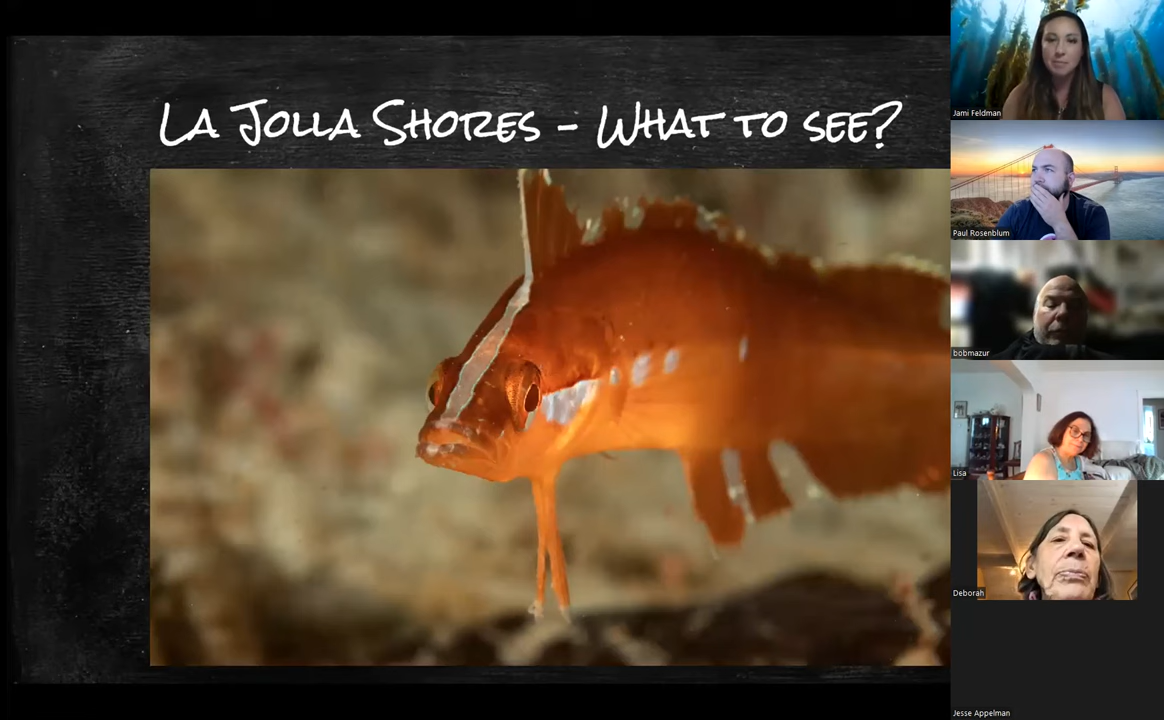 La Jolla Shores – What to see?
Jami Feldman
Paul Rosenblum
bobmazur
Lisa
Deborah
Jesse Appelman